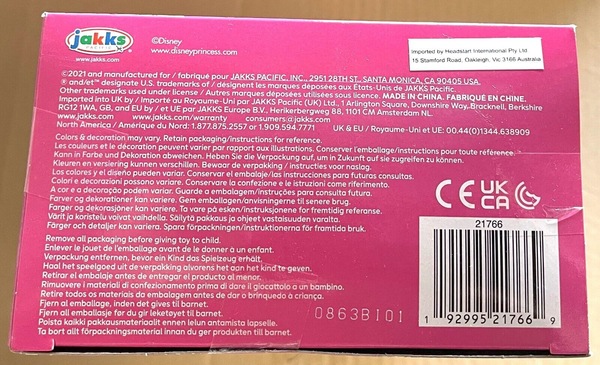 jakks
PACIFIC
www.jakks.com
©Disney
www.disneyprincess.com
Imported by Headstart International Pty Ltd
15 Stamford Road, Oakleigh, Vic 3166 Australia
©2021 and manufactured for / fabriqué pour JAKKS PACIFIC, INC., 2951 28TH ST., SANTA MONICA, CA 90405 USA.
® and/et™ designate U.S. trademarks of / désignent les marques déposées aux États-Unis de JAKKS Pacific.
Other trademarks used under license / Autres marques déposées utilisées sous licence. MADE IN CHINA. FABRIQUÉ EN CHINE.
Imported into UK by / Importé au Royaume-Uni par JAKKS Pacific (UK) Ltd., 1 Arlington Square, Downshire Way, Bracknell, Berkshire
RG12 1WA, GB, and EU by / et UE par JAKKS Europe B.V., Herikerbergweg 88, 1101 CM Amsterdam NL.
www.jakks.com/warranty consumers@jakks.com
North America / Amérique du Nord: 1.877.875.2557 or 1.909.594.7771 UK & EU / Royaume-Uni et UE: 00.44(0)1344.638909
Colors & decoration may vary. Retain packaging/instructions for reference.
Les couleurs et le décoration peuvent varier par rapport aux illustrations. Conserver l'emballage/instructions pour toute référence.
Kann in Farbe und Dekoration abweichen. Heben Sie die Verpackung auf, um in Zukunft auf sie zugreifen zu können.
Kleuren en versiering kunnen verschillen. Bewaar de verpakking / instructies voor naslag.
Los colores y el diseño pueden variar. Conservar el embalaje/las instrucciones para futuras consultas.
Colori e decorazioni possono variare. Conservare la confezione e le istruzioni come riferimento.
A cor e a decoração podem variar. Guarde a embalagem/instruções para consulta futura.
Farver og dekorationer kan variere. Gem emballagen/anvisningerne til senere brug.
Farger og dekorasjoner kan variere. Ta vare på esken/instruksjonene for fremtidig referanse.
Värit ja koristelu voivat vaihdella. Säilytä pakkaus ja ohjeet vastaisuuden varalta.
Färger och detaljer kan variera. Spara förpackningen/instruktionerna för framtida bruk.
Remove all packaging before giving toy to child.
Enlever le jouet de l'emballage avant de le donner à un enfant.
Verpackung entfernen, bevor ein Kind das Spielzeug erhält.
Haal het speelgoed uit de verpakking alvorens het aan het kind te geven.
Retirar el embalaje antes de entregar el producto al menor.
Rimuovere i materiali di confezionamento prima di dare il giocattolo a un bambino.
Retire todos os materiais da embalagem antes de dar o brinquedo à criança.
Fjern al emballage, inden det gives til barnet.
Fjern all emballasje før du gir leketøyet til barnet.
Poista kaikki pakkausmateriaalit ennen lelun antamista lapselle.
Ta bort allt förpackningsmaterial innan du ger leksaken till barnet.
0863BI01
CE UK CA
21766
1 92995 21766 9